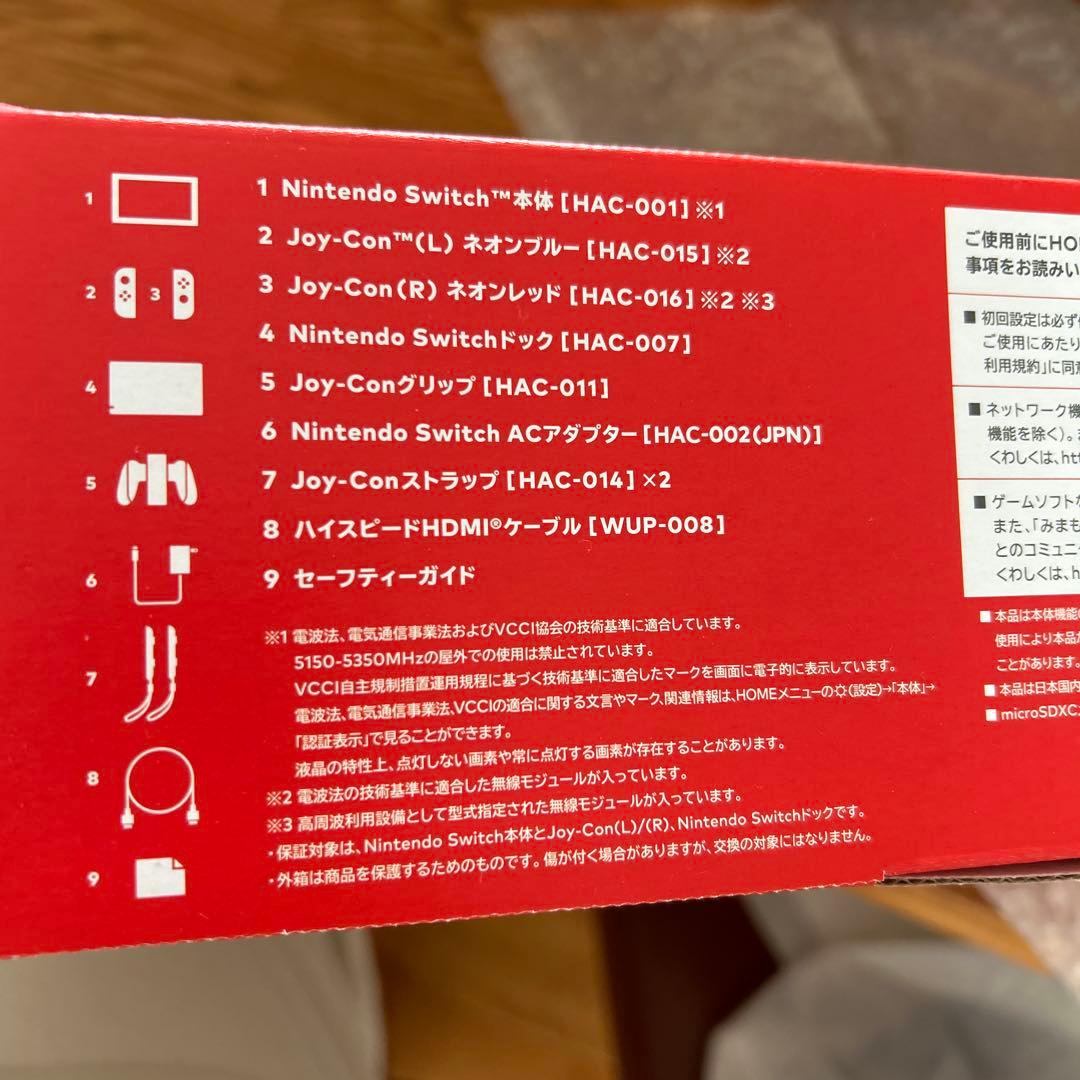 1 Nintendo Switch™本体[HAC-001]※1
2 Joy-Con™(L) ネオンブルー[HAC-015]※2
3 Joy-Con(R) ネオンレッド[HAC-016]※2 ※3
4 Nintendo Switchドック[HAC-007]
5 Joy-Conグリップ[HAC-011]
6 Nintendo Switch ACアダプター[HAC-002(JPN)]
7 Joy-Conストラップ[HAC-014]×2
8 ハイスピードHDMI®ケーブル[WUP-008]
9 セーフティーガイド
※1 電波法、電気通信事業法およびVCCI協会の技術基準に適合しています。
5150-5350MHzの屋外での使用は禁止されています。
VCCI自主規制措置運用規程に基づく技術基準に適合したマークを画面に電子的に表示しています。
電波法、電気通信事業法、VCCIの適合に関する文言やマーク、関連情報は、HOMEメニューの(設定)→「本体」→
「認証表示」で見ることができます。
液晶の特性上、点灯しない画素や常に点灯する画素が存在することがあります。
※2 電波法の技術基準に適合した無線モジュールが入っています。
※3 高周波利用設備として型式指定された無線モジュールが入っています。
・保証対象は、Nintendo Switch本体とJoy-Con(L)/(R)、Nintendo Switchドックです。
・外箱は商品を保護するためのものです。傷が付く場合がありますが、交換の対象にはなりません。
1
2
3
4
5
6
7
8
9
ご使用前にHO
事項をお読みい
■ 初回設定は必ず
ご使用にあたり
利用規約」に同意
■ ネットワーク機
機能を除く)。ま
くわしくは、htt
■ ゲームソフトな
また、「みまも
とのコミュニ
くわしくは、h
■ 本品は本体機能
使用により本品が
ことがあります。
■ 本品は日本国内
■ microSDXC